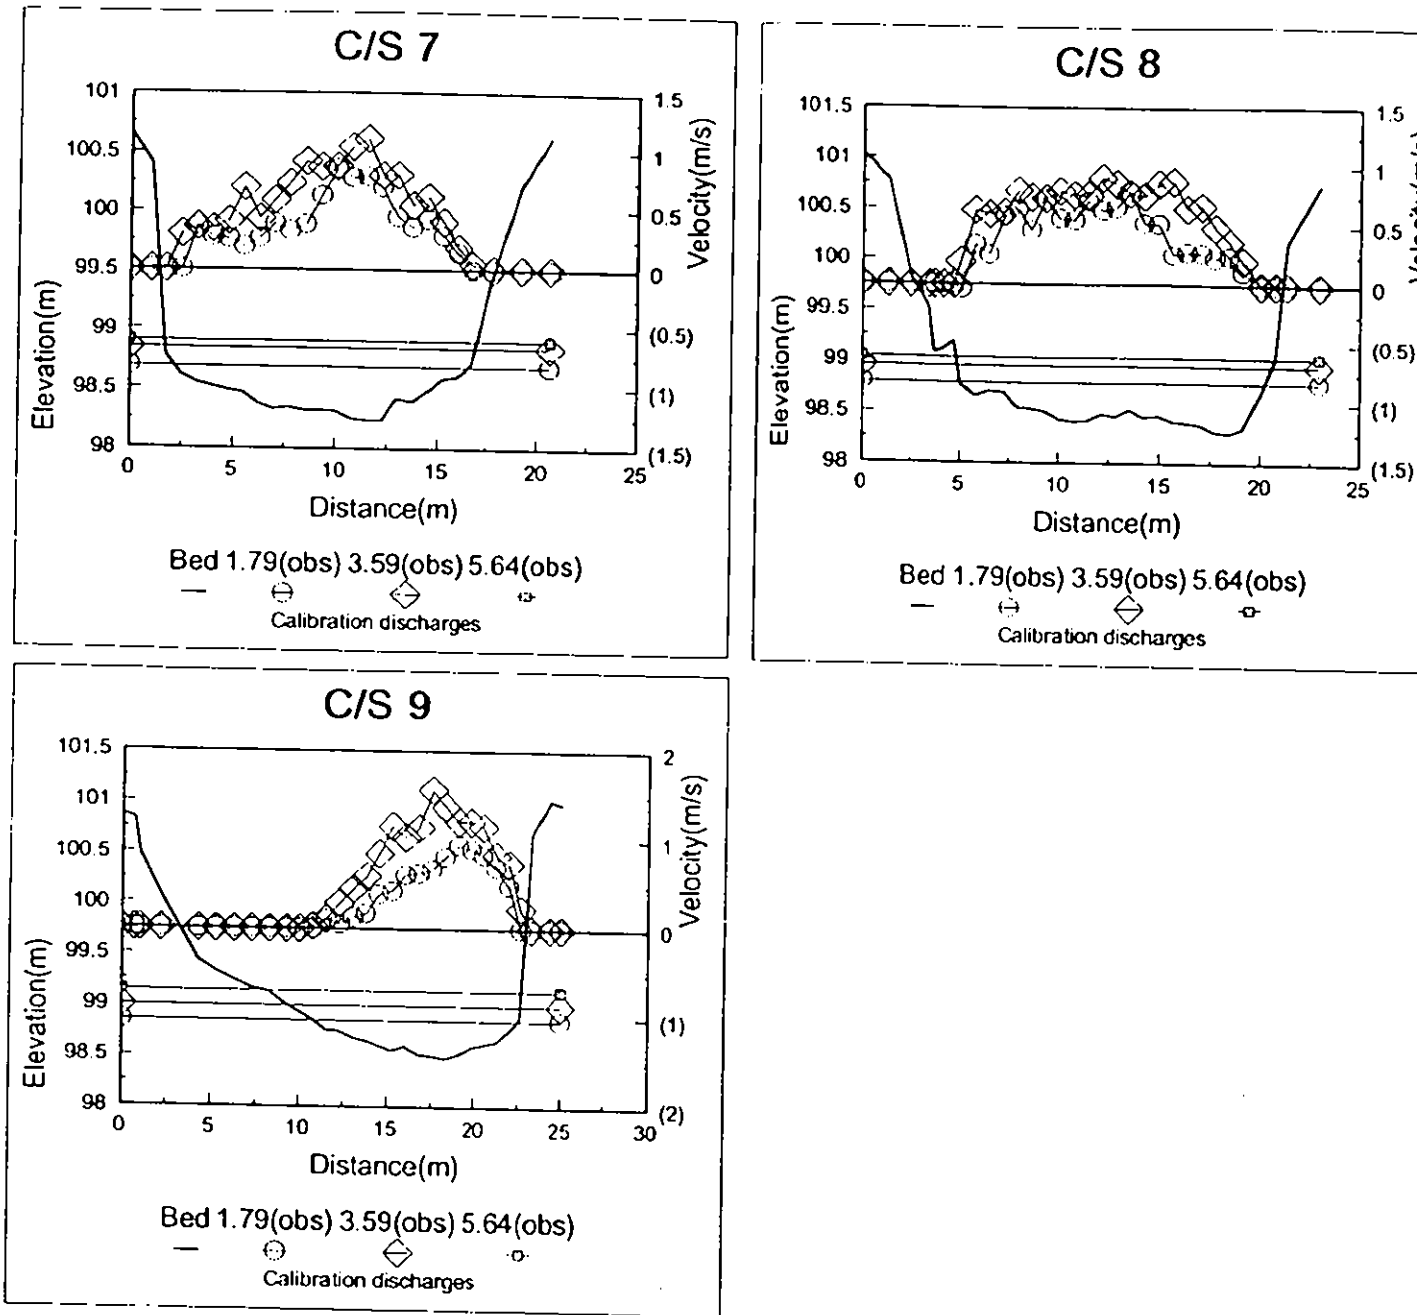 C/S 7
101
100.5
100
99.5
99
98.5
98
Elevation(m)
1.5
1
0.5
0
(0.5)
(1)
(1.5)
Velocity(m/s)
0 5 10 15 20 25
Distance(m)
Bed 1.79(obs) 3.59(obs) 5.64(obs)
Calibration discharges
C/S 8
101.5
101
100.5
100
99.5
99
98.5
98
Elevation(m)
1.5
1
0.5
0
(0.5)
(1)
(1.5)
Velocity(m/s)
0 5 10 15 20 25
Distance(m)
Bed 1.79(obs) 3.59(obs) 5.64(obs)
Calibration discharges
C/S 9
101.5
101
100.5
100
99.5
99
98.5
98
Elevation(m)
2
1
0
(1)
(2)
Velocity(m/s)
0 5 10 15 20 25 30
Distance(m)
Bed 1.79(obs) 3.59(obs) 5.64(obs)
Calibration discharges